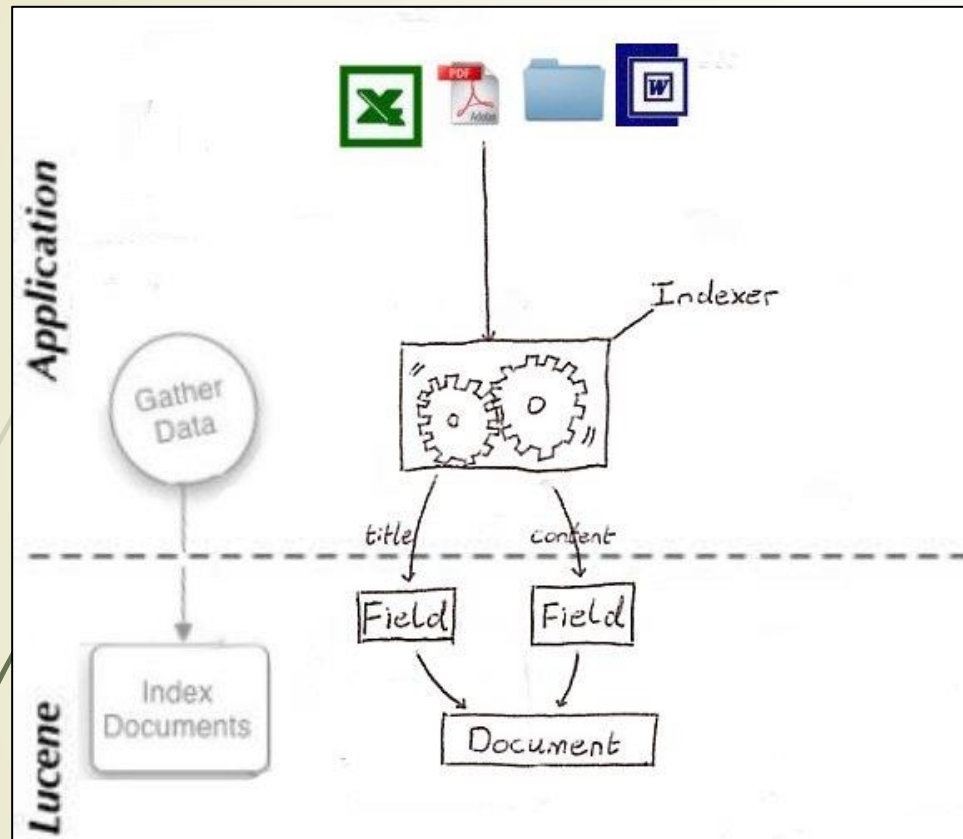 PDF
Adobe
W
Application
Indexer
Gather
Data
title
content
Field
Field
Index
Documents
Document
Lucene